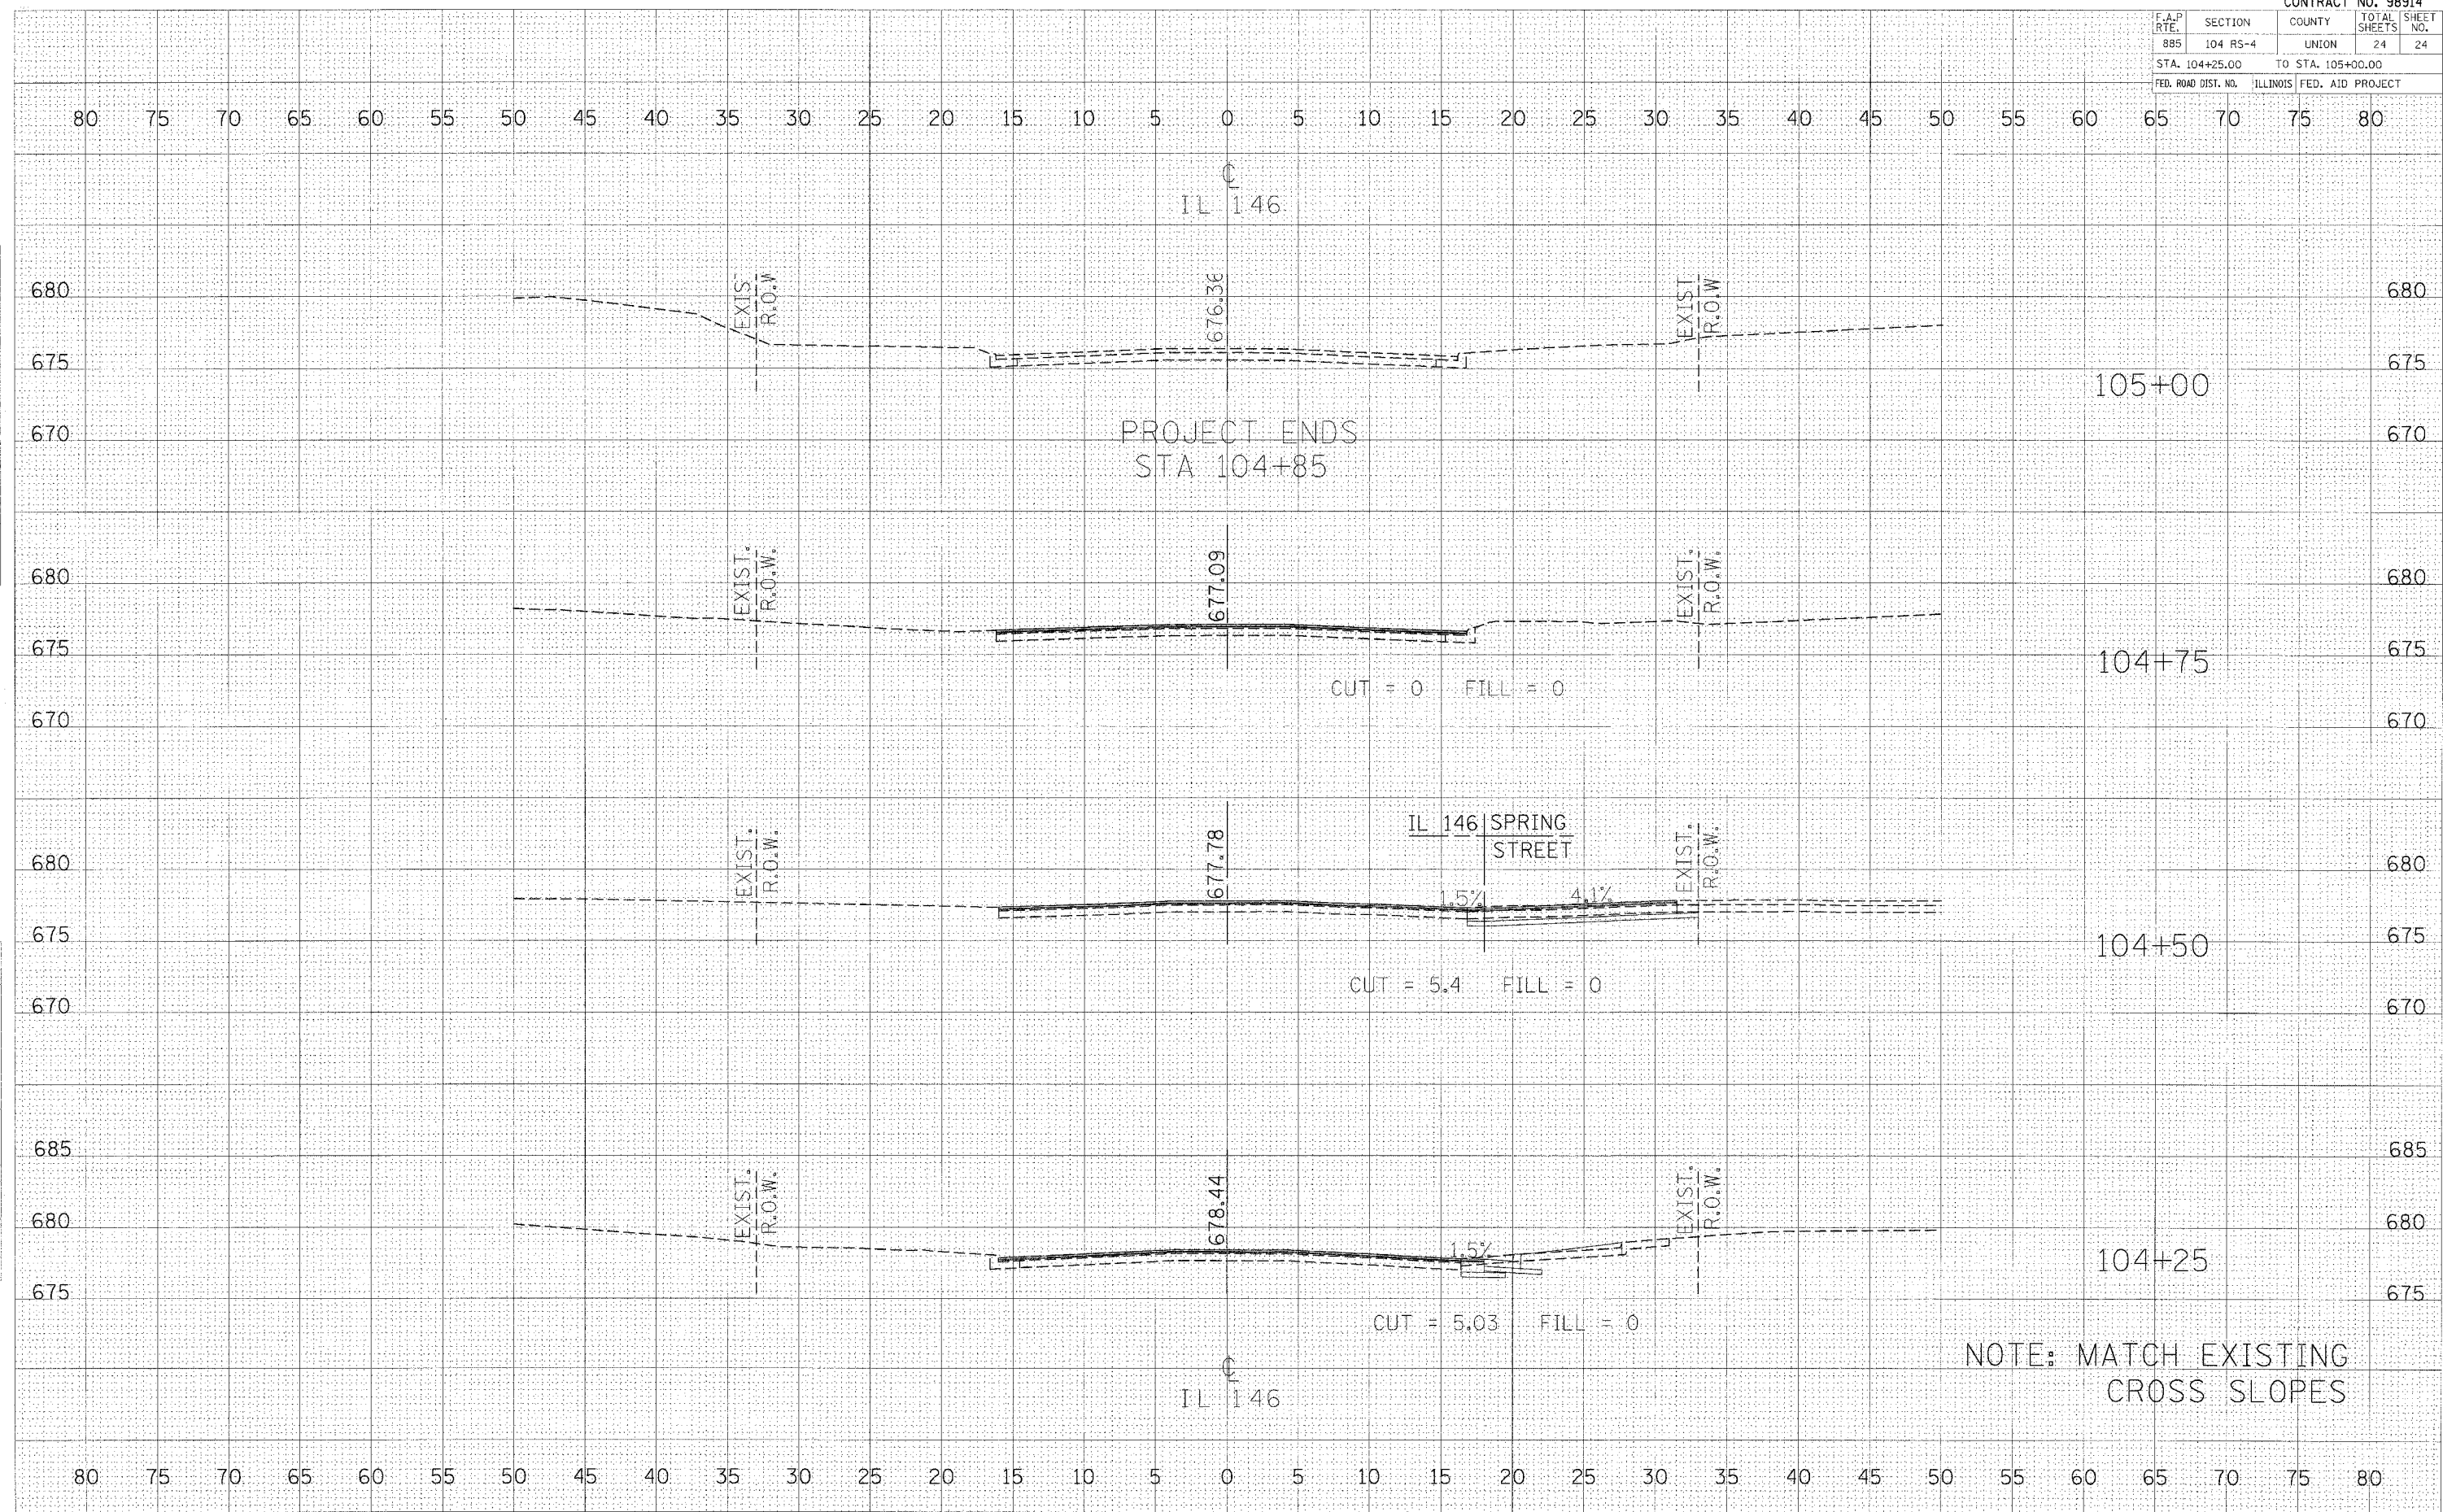 CONTRACT NO. 98914
F.A.P RTE. SECTION COUNTY TOTAL SHEETS SHEET NO.
885 104 RS-4 UNION 24 24
STA. 104+25.00 TO STA. 105+00.00
FED. ROAD DIST. NO. ILLINOIS FED. AID PROJECT
80 75 70 65 60 55 50 45 40 35 30 25 20 15 10 5 0 5 10 15 20 25 30 35 40 45 50 55 60 65 70 75 80
℄
IL 146
680 EXIST R.O.W 676.36 EXIST R.O.W 680
675 675
105+00
670 670
PROJECT ENDS
STA 104+85
680 EXIST. R.O.W. 677.09 EXIST. R.O.W. 680
675 675
104+75
CUT = 0 FILL = 0
670 670
IL 146 SPRING
STREET
680 EXIST. R.O.W. 677.78 EXIST. R.O.W. 680
1.5% 4.1%
675 675
104+50
CUT = 5.4 FILL = 0
670 670
685 685
680 EXIST. R.O.W. 678.44 EXIST. R.O.W. 680
1.5%
104+25
675 675
CUT = 5.03 FILL = 0
NOTE: MATCH EXISTING
CROSS SLOPES
℄
IL 146
80 75 70 65 60 55 50 45 40 35 30 25 20 15 10 5 0 5 10 15 20 25 30 35 40 45 50 55 60 65 70 75 80